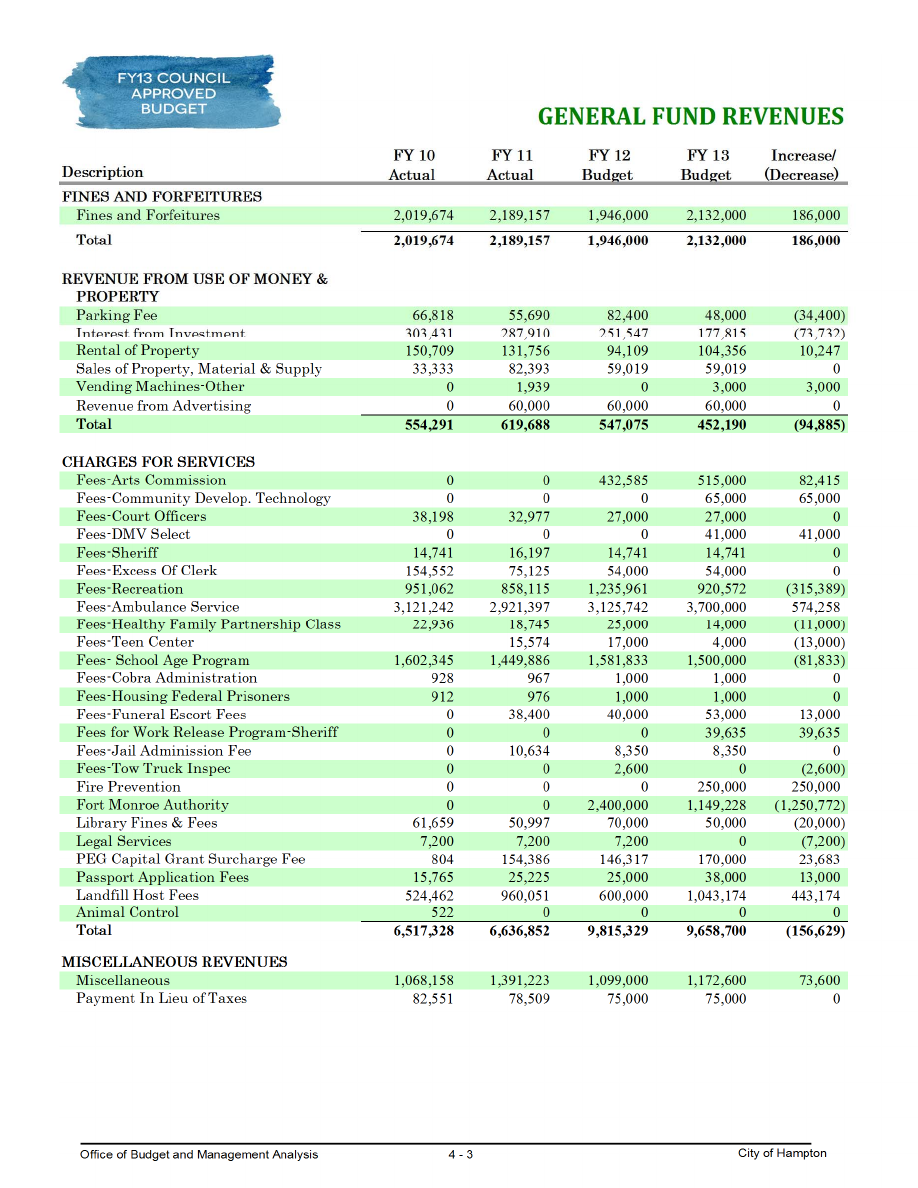 FY13 COUNCIL
APPROVED
BUDGET
GENERAL FUND REVENUES
FY 10 FY 11 FY 12 FY 13 Increase/
Description Actual Actual Budget Budget (Decrease)
FINES AND FORFEITURES
Fines and Forfeitures 2,019,674 2,189,157 1,946,000 2,132,000 186,000
Total 2,019,674 2,189,157 1,946,000 2,132,000 186,000
REVENUE FROM USE OF MONEY &
PROPERTY
Parking Fee 66,818 55,690 82,400 48,000 (34,400)
Interest from Investment 303,431 287,910 251,547 177,815 (73,732)
Rental of Property 150,709 131,756 94,109 104,356 10,247
Sales of Property, Material & Supply 33,333 82,393 59,019 59,019 0
Vending Machines-Other 0 1,939 0 3,000 3,000
Revenue from Advertising 0 60,000 60,000 60,000 0
Total 554,291 619,688 547,075 452,190 (94,885)
CHARGES FOR SERVICES
Fees-Arts Commission 0 0 432,585 515,000 82,415
Fees-Community Develop. Technology 0 0 0 65,000 65,000
Fees-Court Officers 38,198 32,977 27,000 27,000 0
Fees-DMV Select 0 0 0 41,000 41,000
Fees-Sheriff 14,741 16,197 14,741 14,741 0
Fees-Excess Of Clerk 154,552 75,125 54,000 54,000 0
Fees-Recreation 951,062 858,115 1,235,961 920,572 (315,389)
Fees-Ambulance Service 3,121,242 2,921,397 3,125,742 3,700,000 574,258
Fees-Healthy Family Partnership Class 22,936 18,745 25,000 14,000 (11,000)
Fees-Teen Center 15,574 17,000 4,000 (13,000)
Fees- School Age Program 1,602,345 1,449,886 1,581,833 1,500,000 (81,833)
Fees-Cobra Administration 928 967 1,000 1,000 0
Fees-Housing Federal Prisoners 912 976 1,000 1,000 0
Fees-Funeral Escort Fees 0 38,400 40,000 53,000 13,000
Fees for Work Release Program-Sheriff 0 0 0 39,635 39,635
Fees-Jail Adminission Fee 0 10,634 8,350 8,350 0
Fees-Tow Truck Inspec 0 0 2,600 0 (2,600)
Fire Prevention 0 0 0 250,000 250,000
Fort Monroe Authority 0 0 2,400,000 1,149,228 (1,250,772)
Library Fines & Fees 61,659 50,997 70,000 50,000 (20,000)
Legal Services 7,200 7,200 7,200 0 (7,200)
PEG Capital Grant Surcharge Fee 804 154,386 146,317 170,000 23,683
Passport Application Fees 15,765 25,225 25,000 38,000 13,000
Landfill Host Fees 524,462 960,051 600,000 1,043,174 443,174
Animal Control 522 0 0 0 0
Total 6,517,328 6,636,852 9,815,329 9,658,700 (156,629)
MISCELLANEOUS REVENUES
Miscellaneous 1,068,158 1,391,223 1,099,000 1,172,600 73,600
Payment In Lieu of Taxes 82,551 78,509 75,000 75,000 0
Office of Budget and Management Analysis 4 - 3 City of Hampton